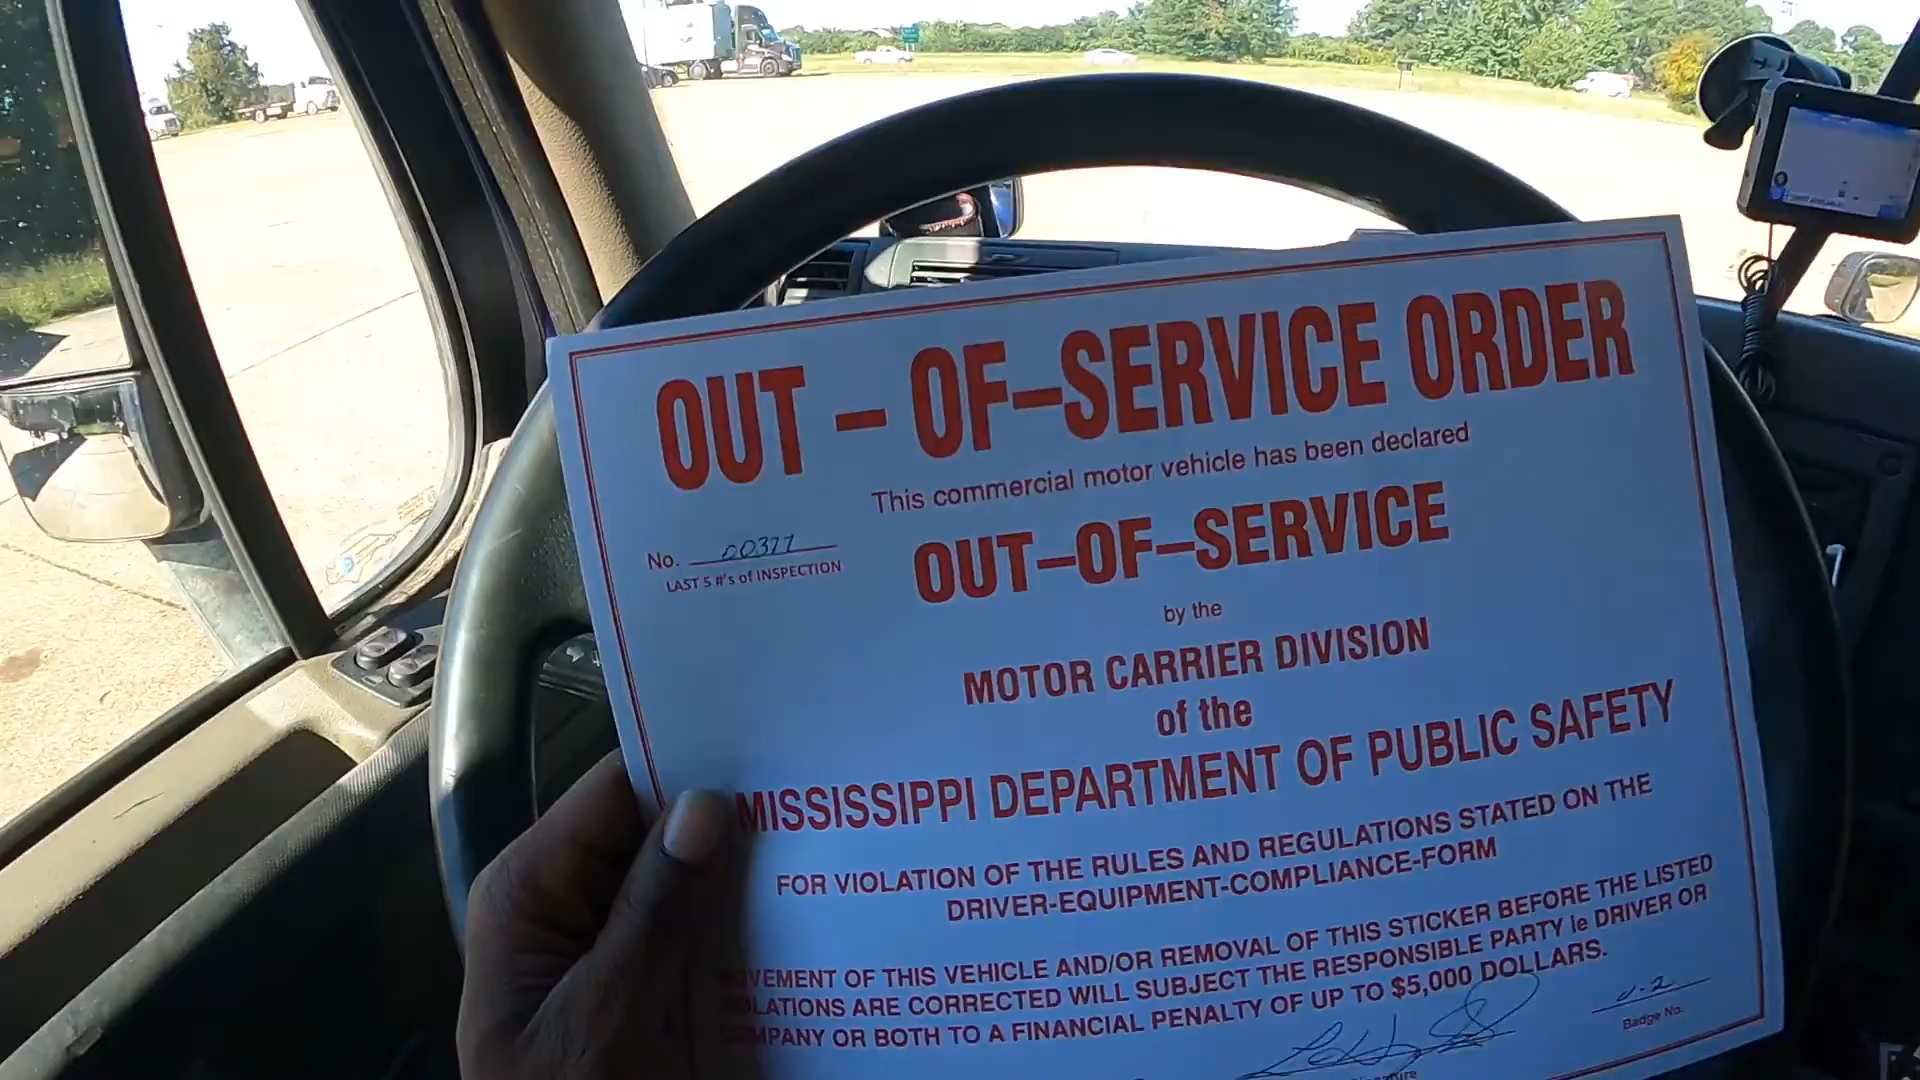 OUT – OF–SERVICE ORDER
This commercial motor vehicle has been declared
No. 00377
LAST 5 #'s of INSPECTION
OUT–OF–SERVICE
by the
MOTOR CARRIER DIVISION
of the
MISSISSIPPI DEPARTMENT OF PUBLIC SAFETY
FOR VIOLATION OF THE RULES AND REGULATIONS STATED ON THE
DRIVER-EQUIPMENT-COMPLIANCE-FORM
OVEMENT OF THIS VEHICLE AND/OR REMOVAL OF THIS STICKER BEFORE THE LISTED
OLATIONS ARE CORRECTED WILL SUBJECT THE RESPONSIBLE PARTY ie DRIVER OR
OMPANY OR BOTH TO A FINANCIAL PENALTY OF UP TO $5,000 DOLLARS.
U-2
Badge No.